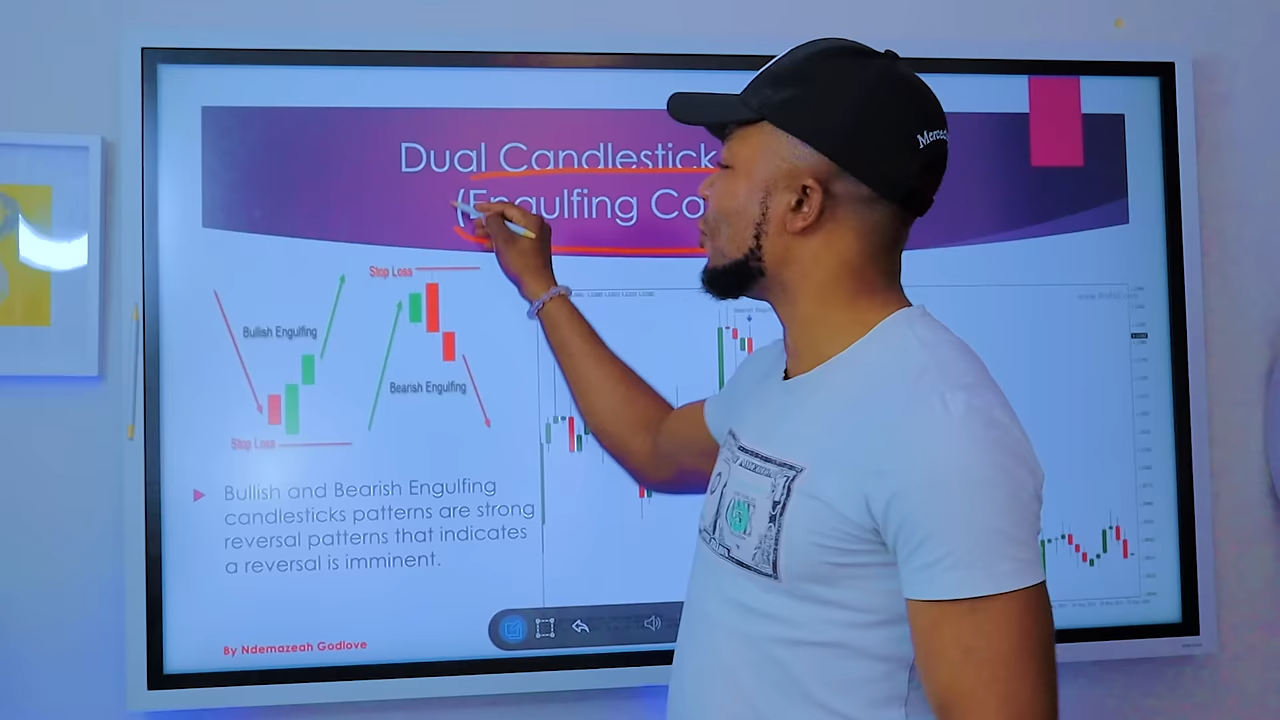 Dual Candlestick
(Engulfing Co
Merced
Stop Loss
Bullish Engulfing
Bearish Engulfing
Stop Loss
Bullish and Bearish Engulfing
candlesticks patterns are strong
reversal patterns that indicates
a reversal is imminent.
By Ndemazeah Godlove